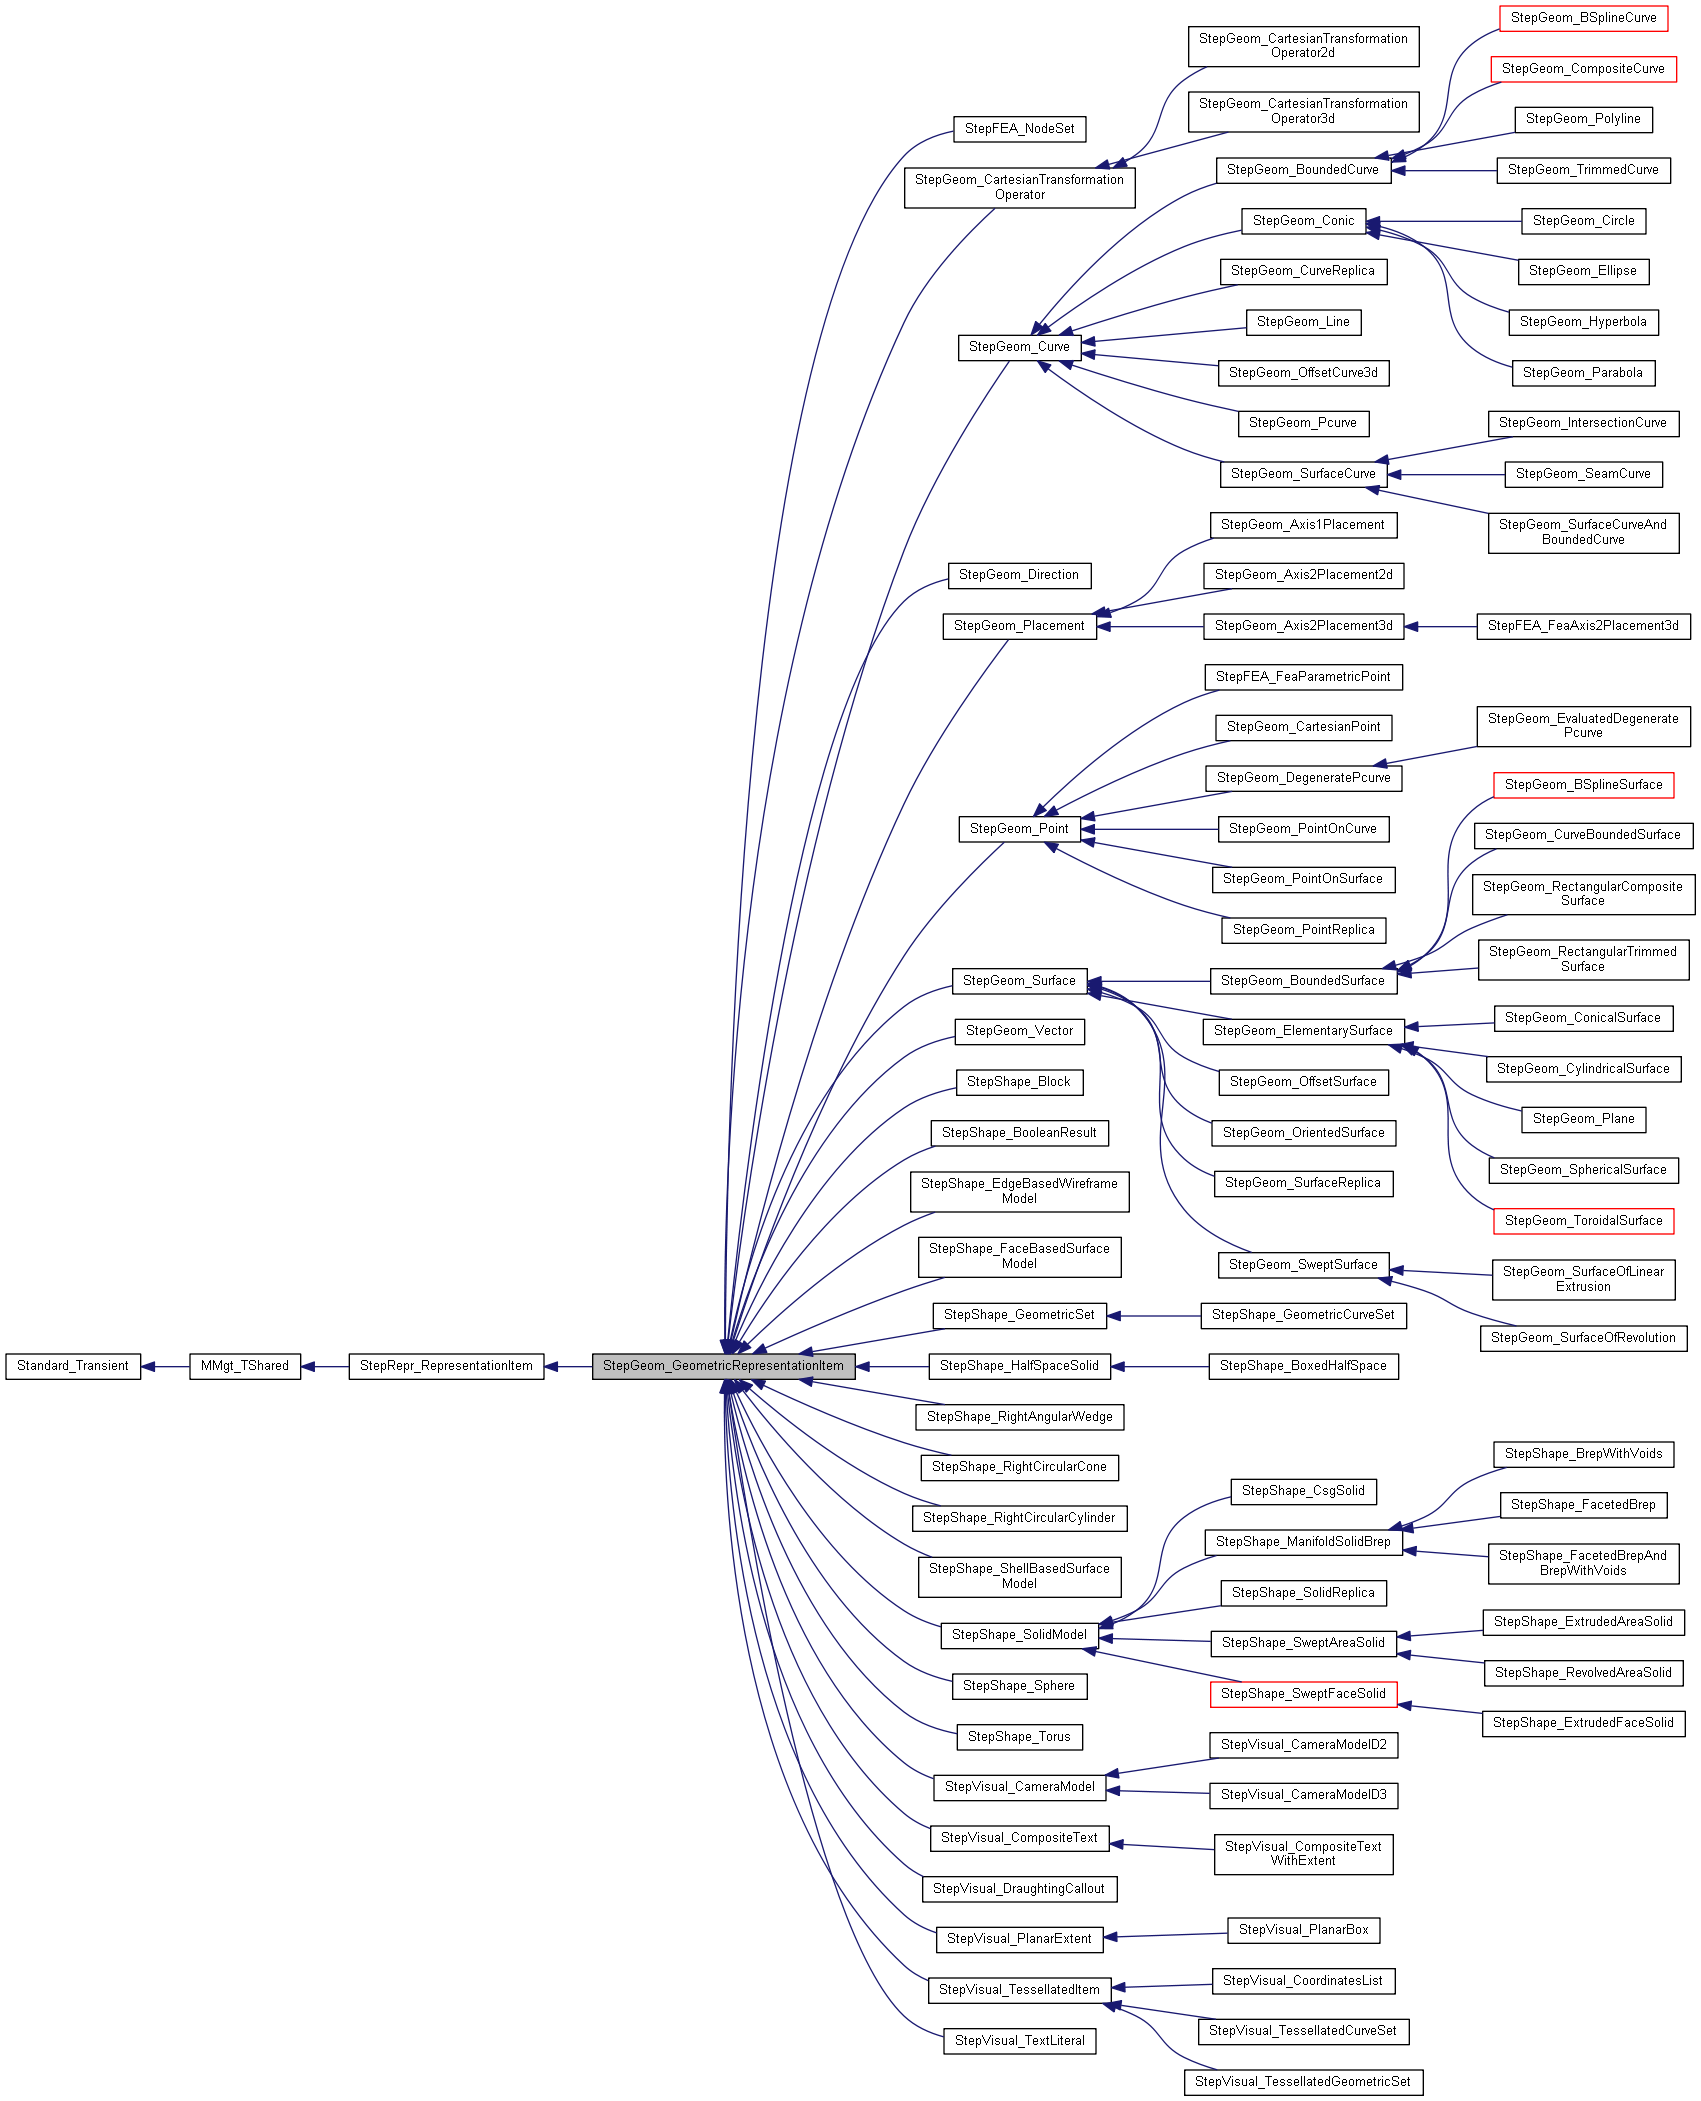 StepGeom_BSplineCurve
StepGeom_CartesianTransformation
Operator2d
StepGeom_CompositeCurve
StepGeom_CartesianTransformation
Operator3d
StepGeom_Polyline
StepFEA_NodeSet
StepGeom_BoundedCurve
StepGeom_TrimmedCurve
StepGeom_CartesianTransformation
Operator
StepGeom_Conic
StepGeom_Circle
StepGeom_CurveReplica
StepGeom_Ellipse
StepGeom_Line
StepGeom_Hyperbola
StepGeom_Curve
StepGeom_OffsetCurve3d
StepGeom_Parabola
StepGeom_Pcurve
StepGeom_IntersectionCurve
StepGeom_SurfaceCurve
StepGeom_SeamCurve
StepGeom_Axis1Placement
StepGeom_SurfaceCurveAnd
BoundedCurve
StepGeom_Direction
StepGeom_Axis2Placement2d
StepGeom_Placement
StepGeom_Axis2Placement3d
StepFEA_FeaAxis2Placement3d
StepFEA_FeaParametricPoint
StepGeom_CartesianPoint
StepGeom_EvaluatedDegenerate
Pcurve
StepGeom_DegeneratePcurve
StepGeom_BSplineSurface
StepGeom_Point
StepGeom_PointOnCurve
StepGeom_CurveBoundedSurface
StepGeom_PointOnSurface
StepGeom_RectangularComposite
Surface
StepGeom_PointReplica
StepGeom_RectangularTrimmed
Surface
StepGeom_Surface
StepGeom_BoundedSurface
StepGeom_ConicalSurface
StepGeom_Vector
StepGeom_ElementarySurface
StepGeom_CylindricalSurface
StepShape_Block
StepGeom_OffsetSurface
StepGeom_Plane
StepShape_BooleanResult
StepGeom_OrientedSurface
StepGeom_SphericalSurface
StepShape_EdgeBasedWireframe
Model
StepGeom_SurfaceReplica
StepGeom_ToroidalSurface
StepShape_FaceBasedSurface
Model
StepGeom_SweptSurface
StepGeom_SurfaceOfLinear
Extrusion
StepShape_GeometricSet
StepShape_GeometricCurveSet
StepGeom_SurfaceOfRevolution
Standard_Transient
MMgt_TShared
StepRepr_RepresentationItem
StepGeom_GeometricRepresentationItem
StepShape_HalfSpaceSolid
StepShape_BoxedHalfSpace
StepShape_RightAngularWedge
StepShape_RightCircularCone
StepShape_BrepWithVoids
StepShape_CsgSolid
StepShape_FacetedBrep
StepShape_RightCircularCylinder
StepShape_ManifoldSolidBrep
StepShape_FacetedBrepAnd
BrepWithVoids
StepShape_ShellBasedSurface
Model
StepShape_SolidReplica
StepShape_ExtrudedAreaSolid
StepShape_SolidModel
StepShape_SweptAreaSolid
StepShape_RevolvedAreaSolid
StepShape_Sphere
StepShape_SweptFaceSolid
StepShape_ExtrudedFaceSolid
StepShape_Torus
StepVisual_CameraModelD2
StepVisual_CameraModel
StepVisual_CameraModelD3
StepVisual_CompositeText
StepVisual_CompositeText
WithExtent
StepVisual_DraughtingCallout
StepVisual_PlanarExtent
StepVisual_PlanarBox
StepVisual_TessellatedItem
StepVisual_CoordinatesList
StepVisual_TextLiteral
StepVisual_TessellatedCurveSet
StepVisual_TessellatedGeometricSet